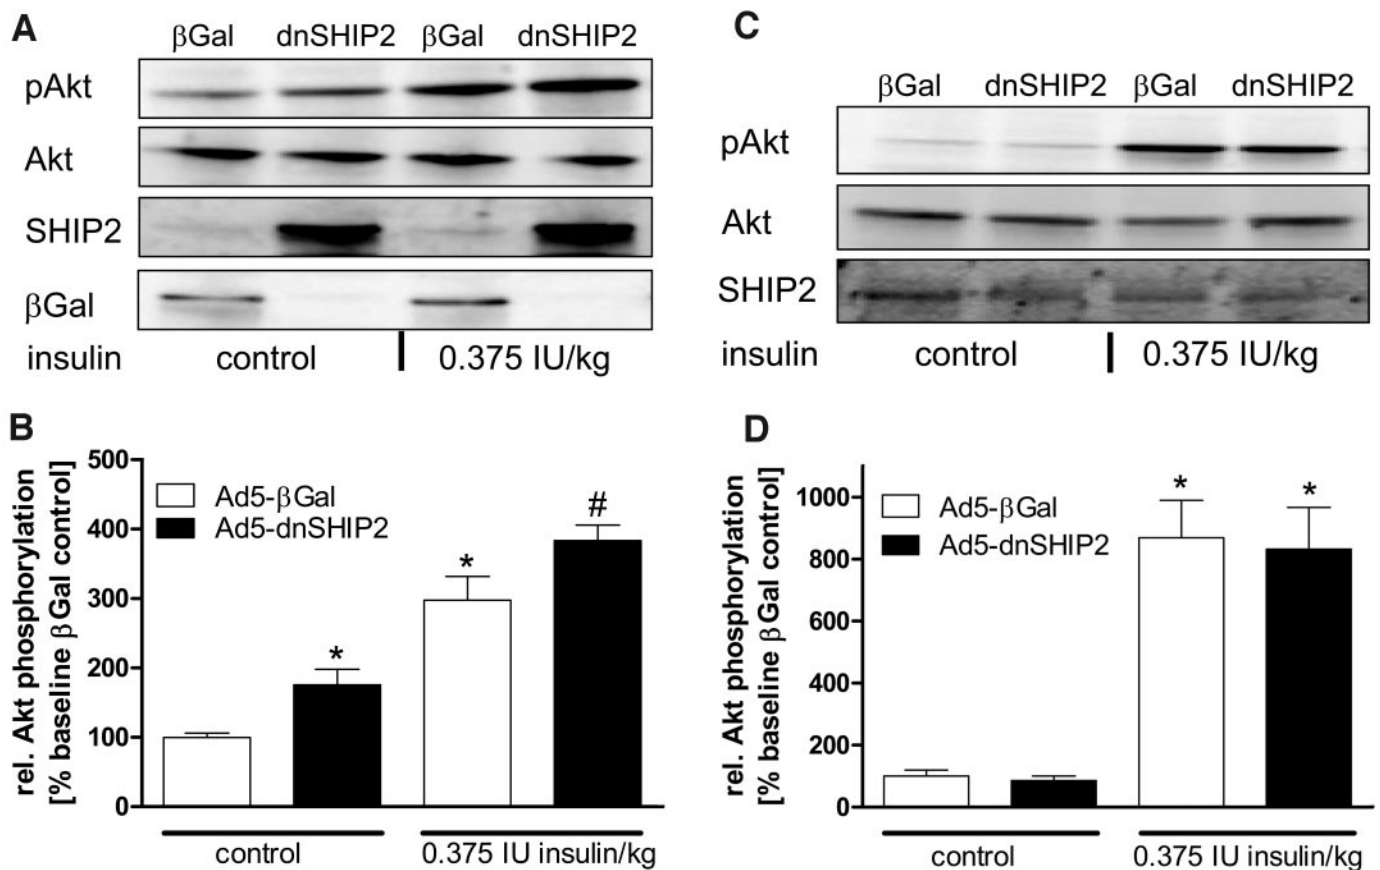 A
βGal dnSHIP2 βGal dnSHIP2
pAkt
Akt
SHIP2
βGal
insulin control 0.375 IU/kg
B
rel. Akt phosphorylation
[% baseline βGal control]
500
400
300
200
100
0
Ad5-βGal
Ad5-dnSHIP2
*
*
#
control 0.375 IU insulin/kg
C
βGal dnSHIP2 βGal dnSHIP2
pAkt
Akt
SHIP2
insulin control 0.375 IU/kg
D
rel. Akt phosphorylation
[% baseline βGal control]
1000
800
600
400
200
0
Ad5-βGal
Ad5-dnSHIP2
*
*
control 0.375 IU insulin/kg